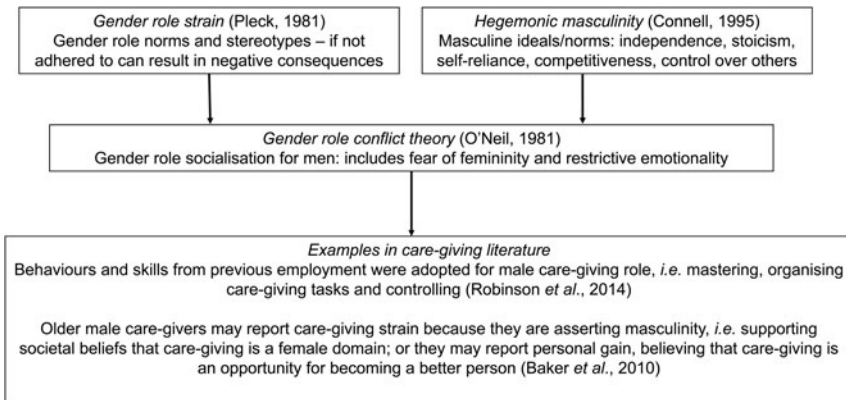 Gender role strain (Pleck, 1981)
Gender role norms and stereotypes – if not
adhered to can result in negative consequences
Hegemonic masculinity (Connell, 1995)
Masculine ideals/norms: independence, stoicism,
self-reliance, competitiveness, control over others
Gender role conflict theory (O'Neil, 1981)
Gender role socialisation for men: includes fear of femininity and restrictive emotionality
Examples in care-giving literature
Behaviours and skills from previous employment were adopted for male care-giving role, i.e. mastering, organising
care-giving tasks and controlling (Robinson et al., 2014)
Older male care-givers may report care-giving strain because they are asserting masculinity, i.e. supporting
societal beliefs that care-giving is a female domain; or they may report personal gain, believing that care-giving is
an opportunity for becoming a better person (Baker et al., 2010)